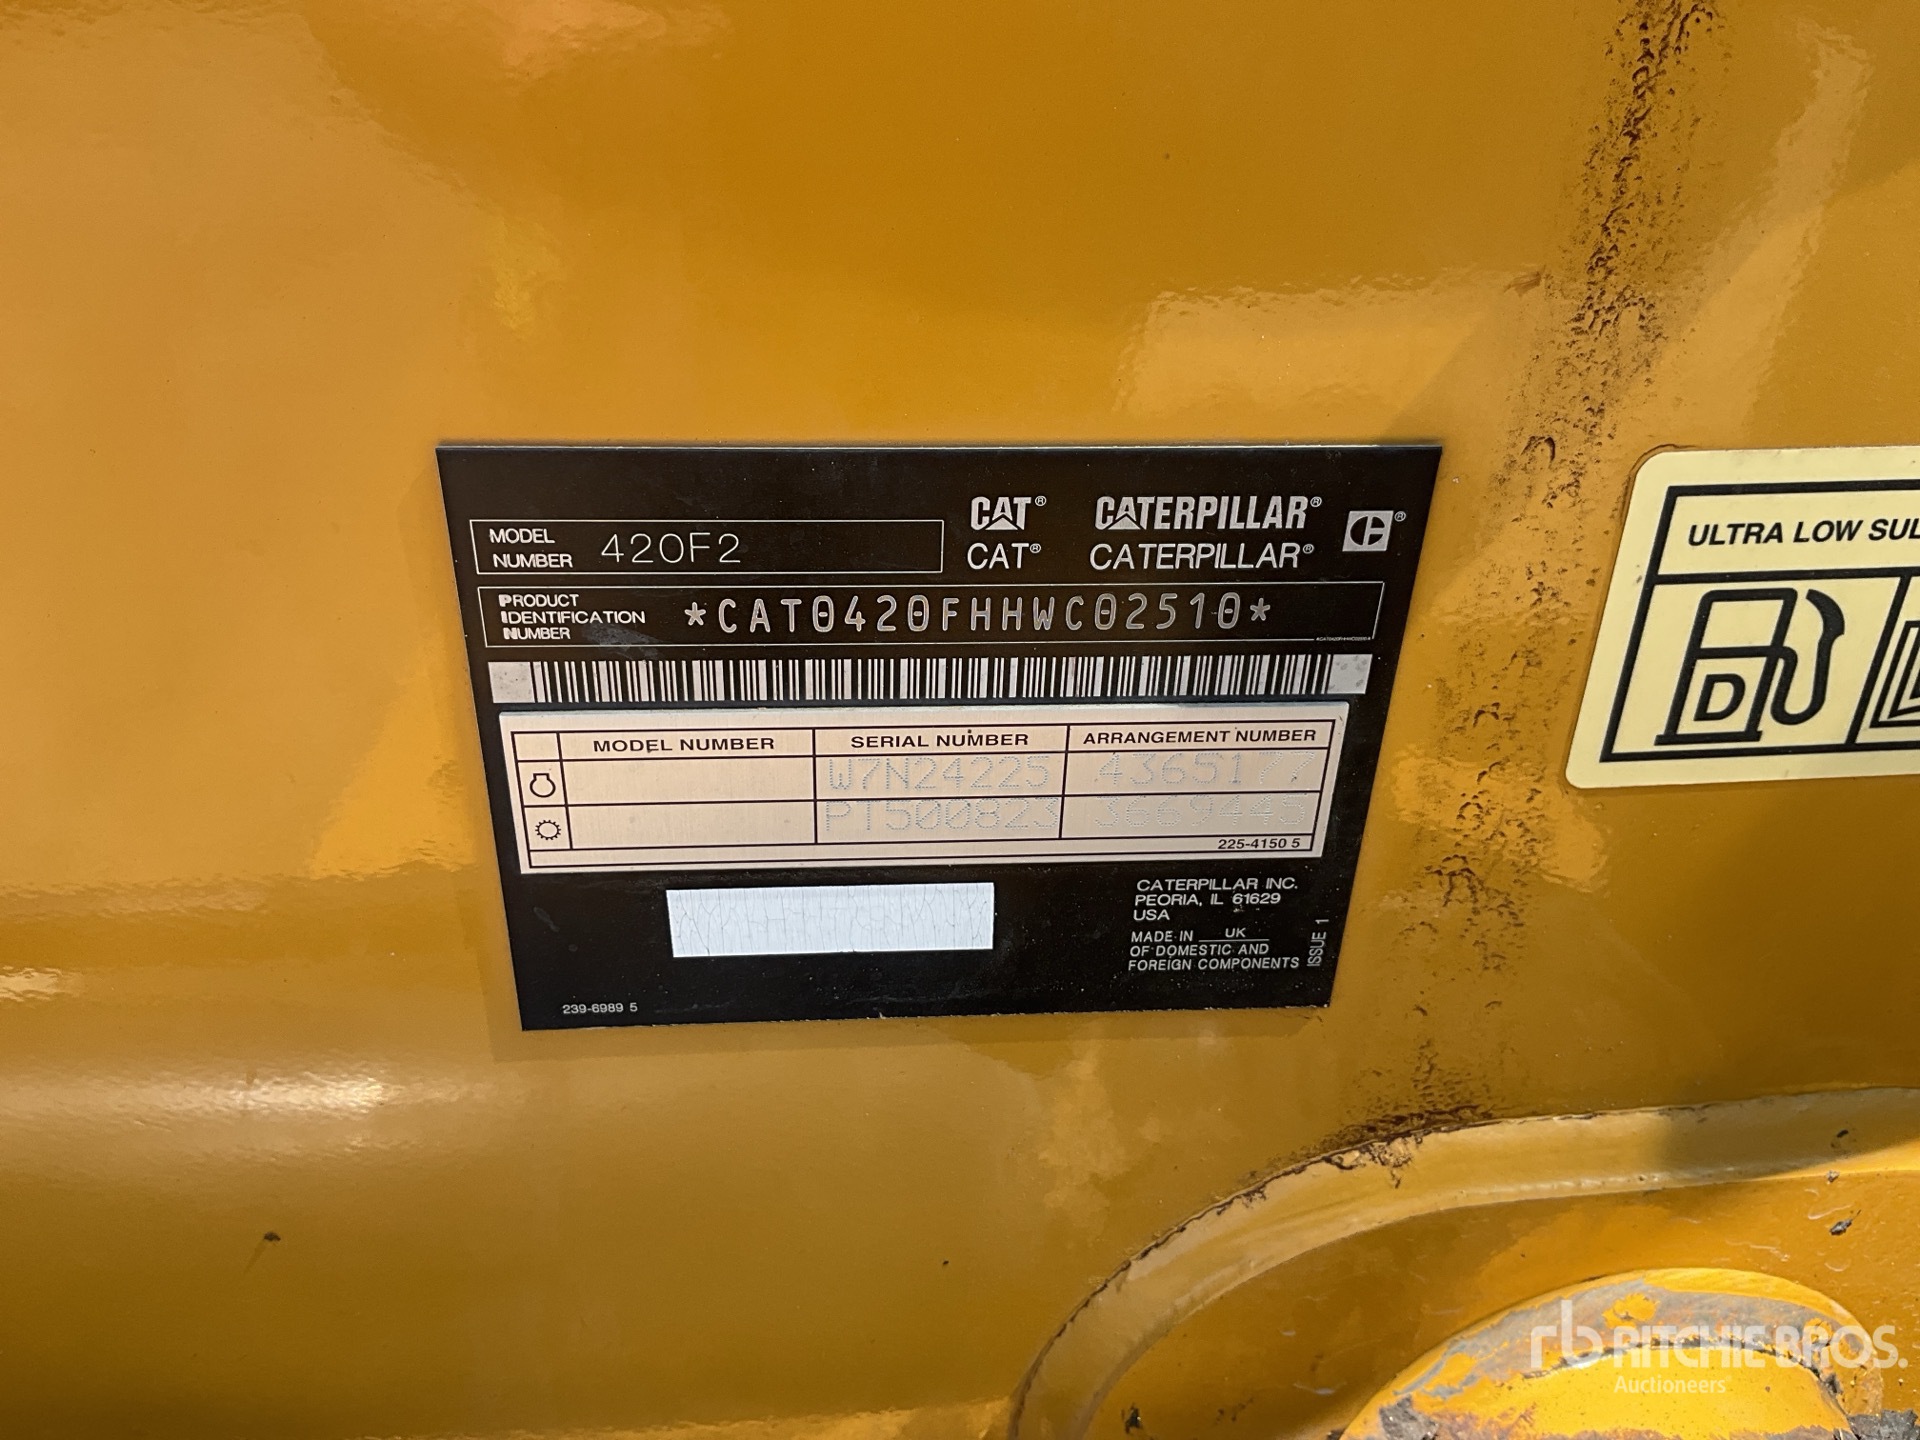 CAT® CATERPILLAR®
MODEL NUMBER 420F2
CAT® CATERPILLAR®
PRODUCT IDENTIFICATION NUMBER *CAT0420FHHWC02510*
MODEL NUMBER SERIAL NUMBER ARRANGEMENT NUMBER
W7N24225 4365177
PT500823 3669445
225-4150 5
CATERPILLAR INC.
PEORIA, IL 61629
USA
MADE IN UK
OF DOMESTIC AND
FOREIGN COMPONENTS
ISSUE 1
239-6989 5
ULTRA LOW SUL
D
rb RITCHIE BROS.
Auctioneers